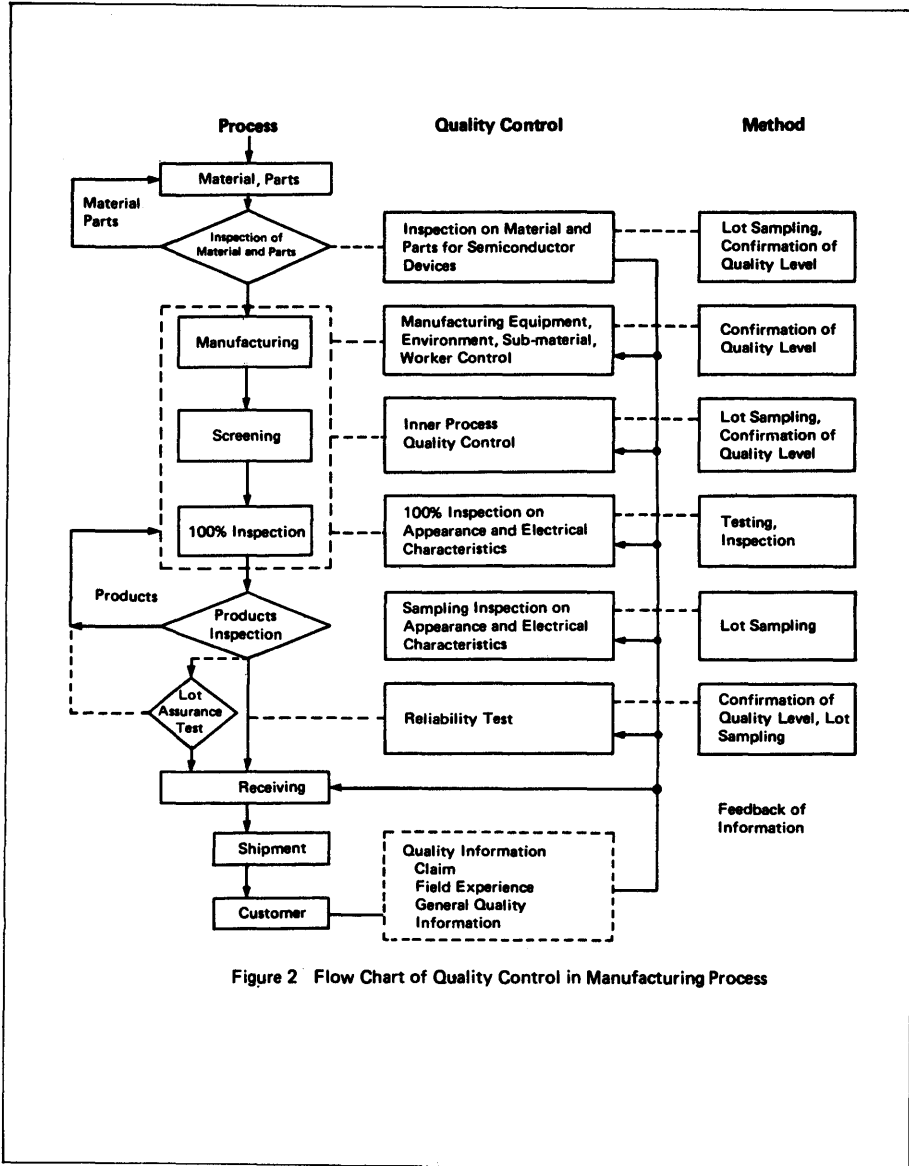 Process
Quality Control
Method
Material, Parts
Material
Parts
Inspection of
Material and Parts
Inspection on Material and
Parts for Semiconductor
Devices
Lot Sampling,
Confirmation of
Quality Level
Manufacturing
Manufacturing Equipment,
Environment, Sub-material,
Worker Control
Confirmation of
Quality Level
Screening
Inner Process
Quality Control
Lot Sampling,
Confirmation of
Quality Level
100% Inspection
100% Inspection on
Appearance and Electrical
Characteristics
Testing,
Inspection
Products
Products
Inspection
Sampling Inspection on
Appearance and Electrical
Characteristics
Lot Sampling
Lot
Assurance
Test
Reliability Test
Confirmation of
Quality Level, Lot
Sampling
Receiving
Feedback of
Information
Shipment
Quality Information
Claim
Field Experience
General Quality
Information
Customer
Figure 2 Flow Chart of Quality Control in Manufacturing Process